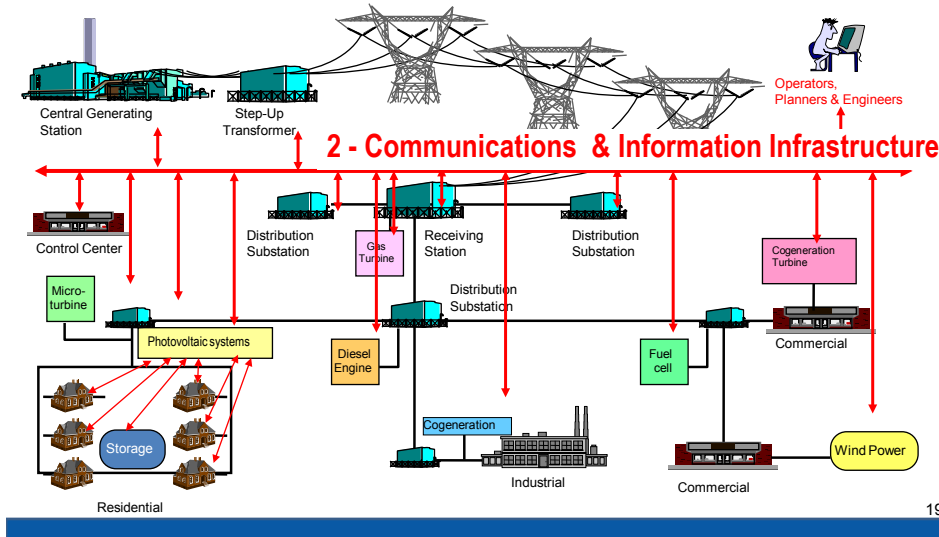 Operators,
Planners & Engineers
Central Generating
Station
Step-Up
Transformer
2 - Communications & Information Infrastructure
Control Center
Distribution
Substation
Gas
Turbine
Receiving
Station
Distribution
Substation
Cogeneration
Turbine
Micro-
turbine
Distribution
Substation
Photovoltaic systems
Diesel
Engine
Fuel
cell
Commercial
Cogeneration
Storage
Wind Power
Industrial
Commercial
Residential
19